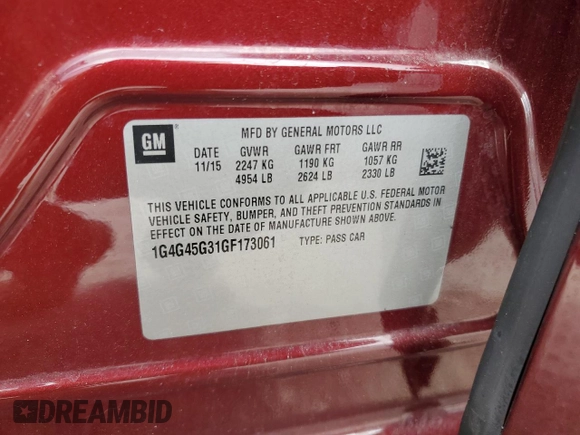 GM
MFD BY GENERAL MOTORS LLC
DATE GVWR GAWR FRT GAWR RR
11/15 2247 KG 1190 KG 1057 KG
4954 LB 2624 LB 2330 LB
THIS VEHICLE CONFORMS TO ALL APPLICABLE U.S. FEDERAL MOTOR
VEHICLE SAFETY, BUMPER, AND THEFT PREVENTION STANDARDS IN
EFFECT ON THE DATE OF MANUFACTURE SHOWN ABOVE.
1G4G45G31GF173061 TYPE: PASS CAR
DREAMBID